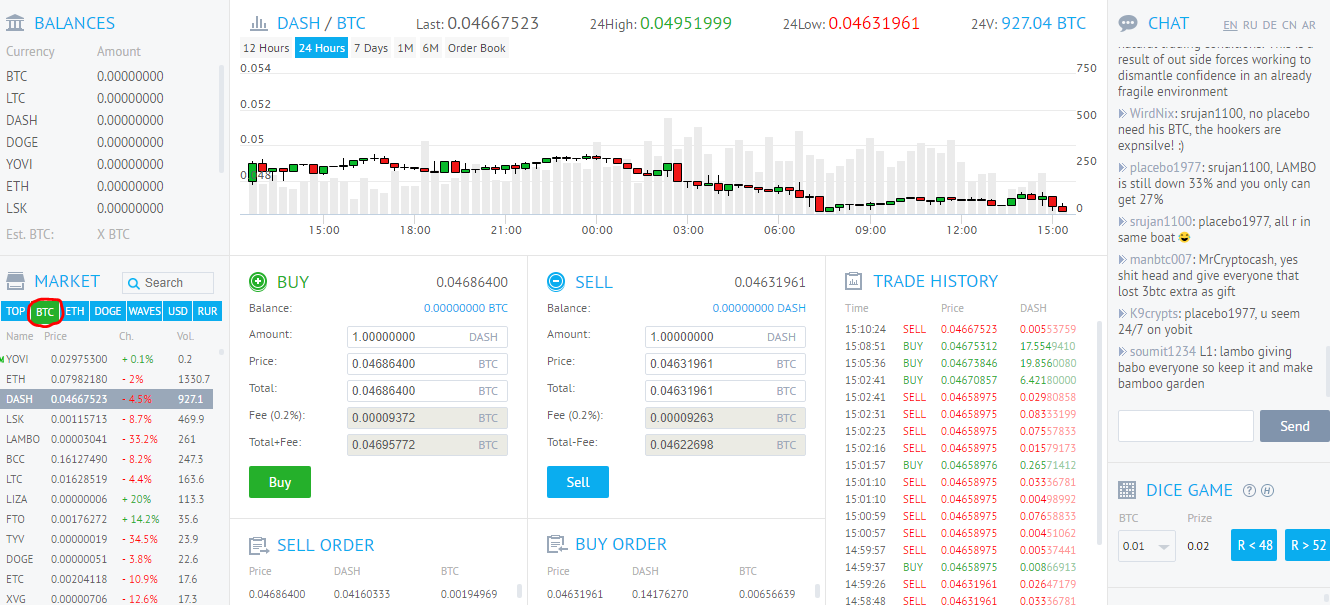 BALANCES
Currency Amount
BTC 0.00000000
LTC 0.00000000
DASH 0.00000000
DOGE 0.00000000
YOVI 0.00000000
ETH 0.00000000
LSK 0.00000000
Est. BTC: X BTC
MARKET Search
TOP BTC ETH DOGE WAVES USD RUR
Name Price Ch. Vol.
YOVI 0.02975300 + 0.1% 0.2
ETH 0.07982180 - 2% 1330.7
DASH 0.04667523 - 4.5% 927.1
LSK 0.00115713 - 8.7% 469.9
LAMBO 0.00003041 - 33.2% 261
BCC 0.16127490 - 8.2% 247.3
LTC 0.01628519 - 4.4% 163.6
LIZA 0.00000006 + 20% 113.3
FTO 0.00176272 + 14.2% 35.6
TYV 0.00000019 - 34.5% 23.9
DOGE 0.00000051 - 3.8% 22.6
ETC 0.00204118 - 10.9% 17.6
XVG 0.00000706 - 12.6% 17.3
DASH / BTC Last: 0.04667523 24High: 0.04951999 24Low: 0.04631961 24V: 927.04 BTC
12 Hours 24 Hours 7 Days 1M 6M Order Book
0.054 750
0.052 500
0.05 250
0.048 0
15:00 18:00 21:00 00:00 03:00 06:00 09:00 12:00 15:00
BUY 0.04686400
Balance: 0.00000000 BTC
Amount: 1.00000000 DASH
Price: 0.04686400 BTC
Total: 0.04686400 BTC
Fee (0.2%): 0.00009372 BTC
Total+Fee: 0.04695772 BTC
Buy
SELL 0.04631961
Balance: 0.00000000 DASH
Amount: 1.00000000 DASH
Price: 0.04631961 BTC
Total: 0.04631961 BTC
Fee (0.2%): 0.00009263 BTC
Total-Fee: 0.04622698 BTC
Sell
SELL ORDER
Price DASH BTC
0.04686400 0.04160333 0.00194969
BUY ORDER
Price DASH BTC
0.04631961 0.14176270 0.00656639
TRADE HISTORY
Time Price DASH
15:10:24 SELL 0.04667523 0.00553759
15:08:51 BUY 0.04675312 17.5549410
15:05:36 BUY 0.04673846 19.8560080
15:02:41 BUY 0.04670857 6.42180000
15:02:41 SELL 0.04658975 0.02980858
15:02:31 SELL 0.04658975 0.08333199
15:02:23 SELL 0.04658975 0.07557833
15:02:16 SELL 0.04658975 0.01579173
15:01:57 BUY 0.04658976 0.26571412
15:01:10 SELL 0.04658975 0.03336781
15:01:10 SELL 0.04658975 0.00498992
15:00:59 SELL 0.04658975 0.07658833
15:00:57 SELL 0.04658975 0.00451062
14:59:57 SELL 0.04658975 0.00537441
14:59:37 BUY 0.04658975 0.00866913
14:59:26 SELL 0.04631961 0.02647179
14:58:48 SELL 0.04631961 0.03336781
CHAT EN RU DE CN AR
natural trading conditions. This is a
result of out side forces working to
dismantle confidence in an already
fragile environment
WirdNix: srujan1100, no placebo
need his BTC, the hookers are
expnsilve! :)
placebo1977: srujan1100, LAMBO
is still down 33% and you only can
get 27%
srujan1100: placebo1977, all r in
same boat 😄
manbtc007: MrCryptocash, yes
shit head and give everyone that
lost 3btc extra as gift
K9crypts: placebo1977, u seem
24/7 on yobit
soumit1234 L1: lambo giving
babo everyone so keep it and make
bamboo garden
Send
DICE GAME ? H
BTC Prize
0.01 0.02 R < 48 R > 52